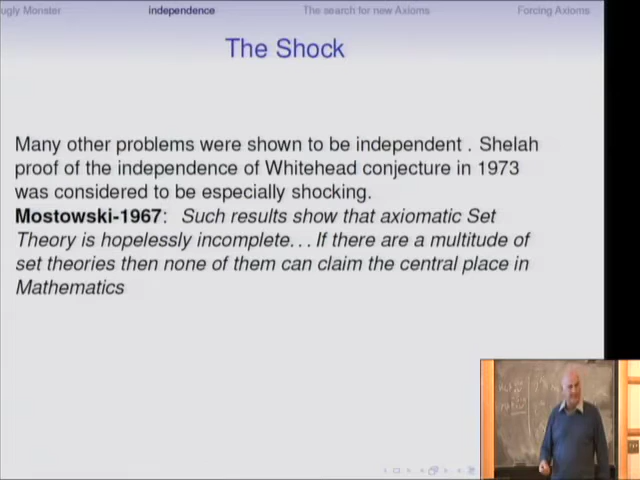 ugly Monster independence The search for new Axioms Forcing Axioms
The Shock
Many other problems were shown to be independent . Shelah
proof of the independence of Whitehead conjecture in 1973
was considered to be especially shocking.
Mostowski-1967: Such results show that axiomatic Set
Theory is hopelessly incomplete... If there are a multitude of
set theories then none of them can claim the central place in
Mathematics